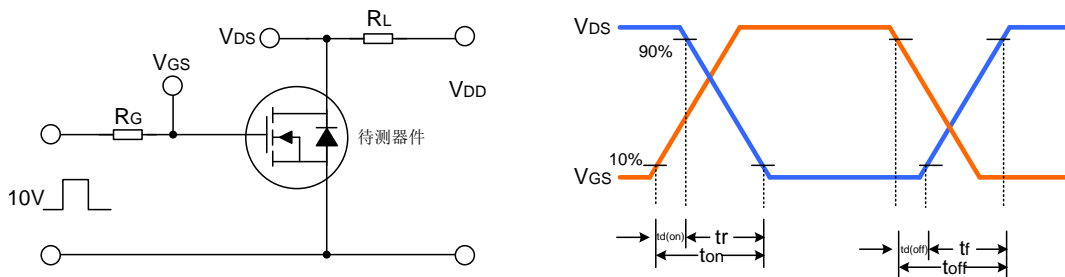 VDS
RL
VGS
VDD
RG
待测器件
10V
VDS
90%
10%
VGS
td(on)
tr
ton
td(off)
tf
toff